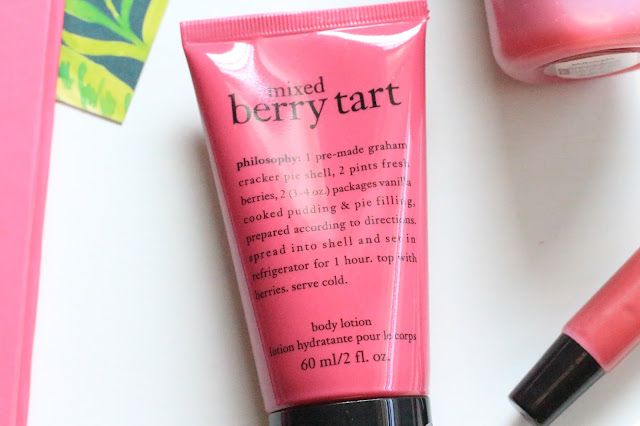 mixed
berry tart
philosophy: 1 pre-made graham
cracker pie shell, 2 pints fresh
berries, 2 (3-4 oz.) packages vanilla
cooked pudding & pie filling,
prepared according to directions.
spread into shell and set in
refrigerator for 1 hour. top with
berries. serve cold.
body lotion
lotion hydratante pour le corps
60 ml/2 fl. oz.